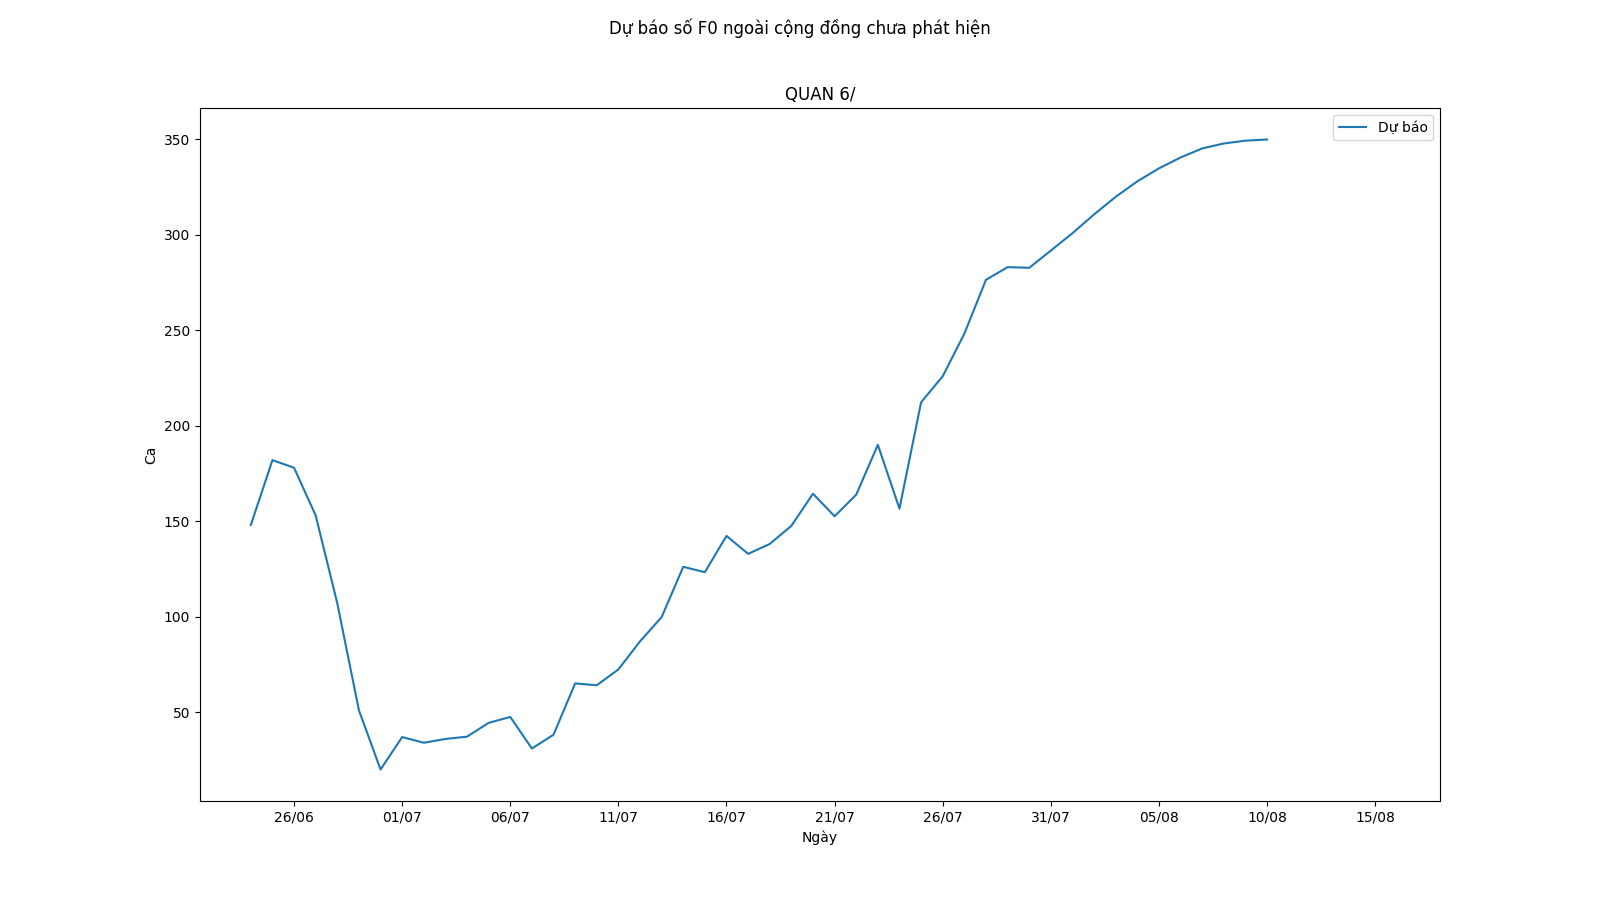 Dự báo số F0 ngoài cộng đồng chưa phát hiện
QUAN 6/
Dự báo
350
300
250
200
150
100
50
Ca
26/06 01/07 06/07 11/07 16/07 21/07 26/07 31/07 05/08 10/08 15/08
Ngày